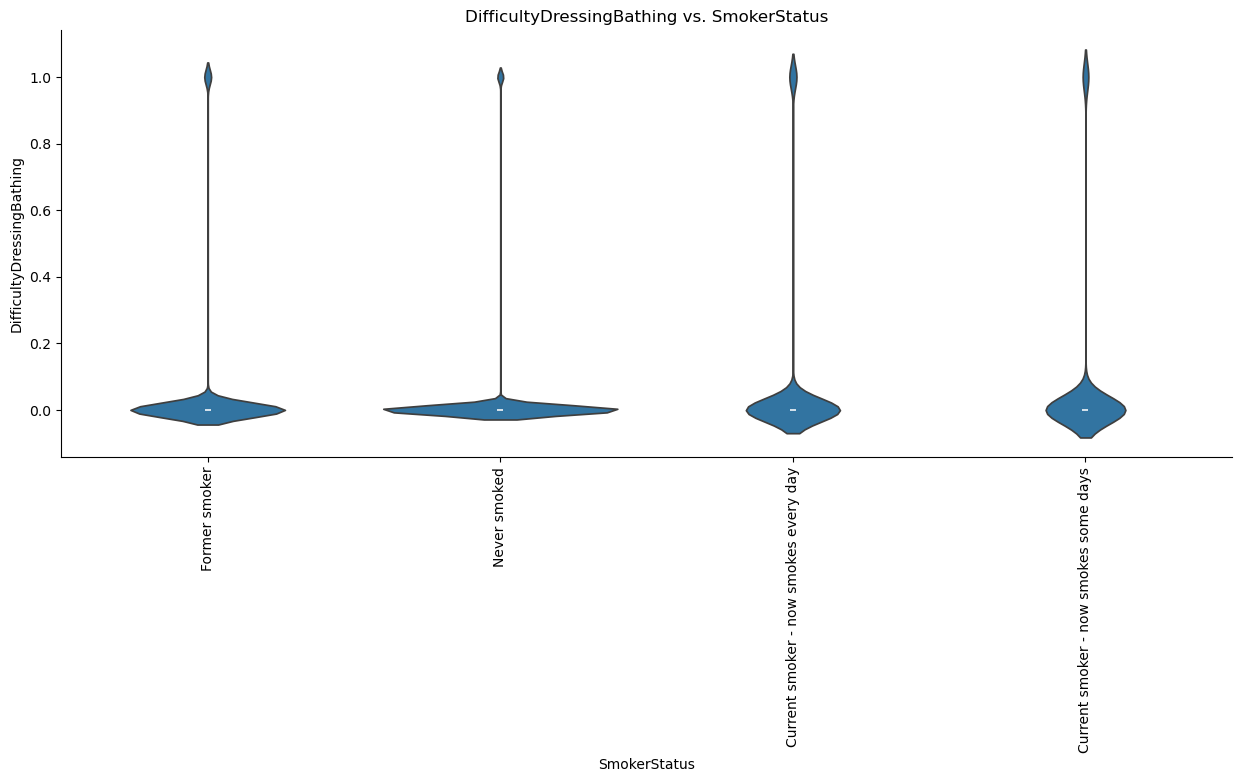 DifficultyDressingBathing vs. SmokerStatus
DifficultyDressingBathing
1.0
0.8
0.6
0.4
0.2
0.0
Former smoker
Never smoked
Current smoker - now smokes every day
Current smoker - now smokes some days
SmokerStatus